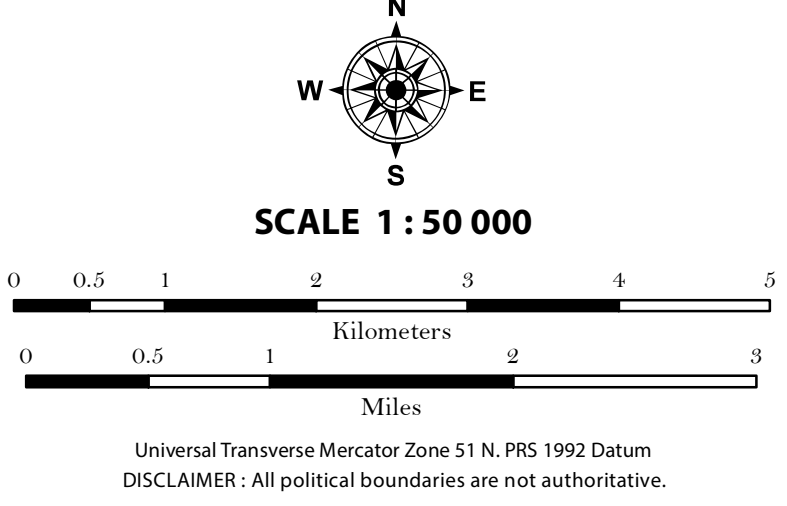 N
W E
S
SCALE 1 : 50 000
0 0.5 1 2 3 4 5
Kilometers
0 0.5 1 2 3
Miles
Universal Transverse Mercator Zone 51 N. PRS 1992 Datum
DISCLAIMER : All political boundaries are not authoritative.